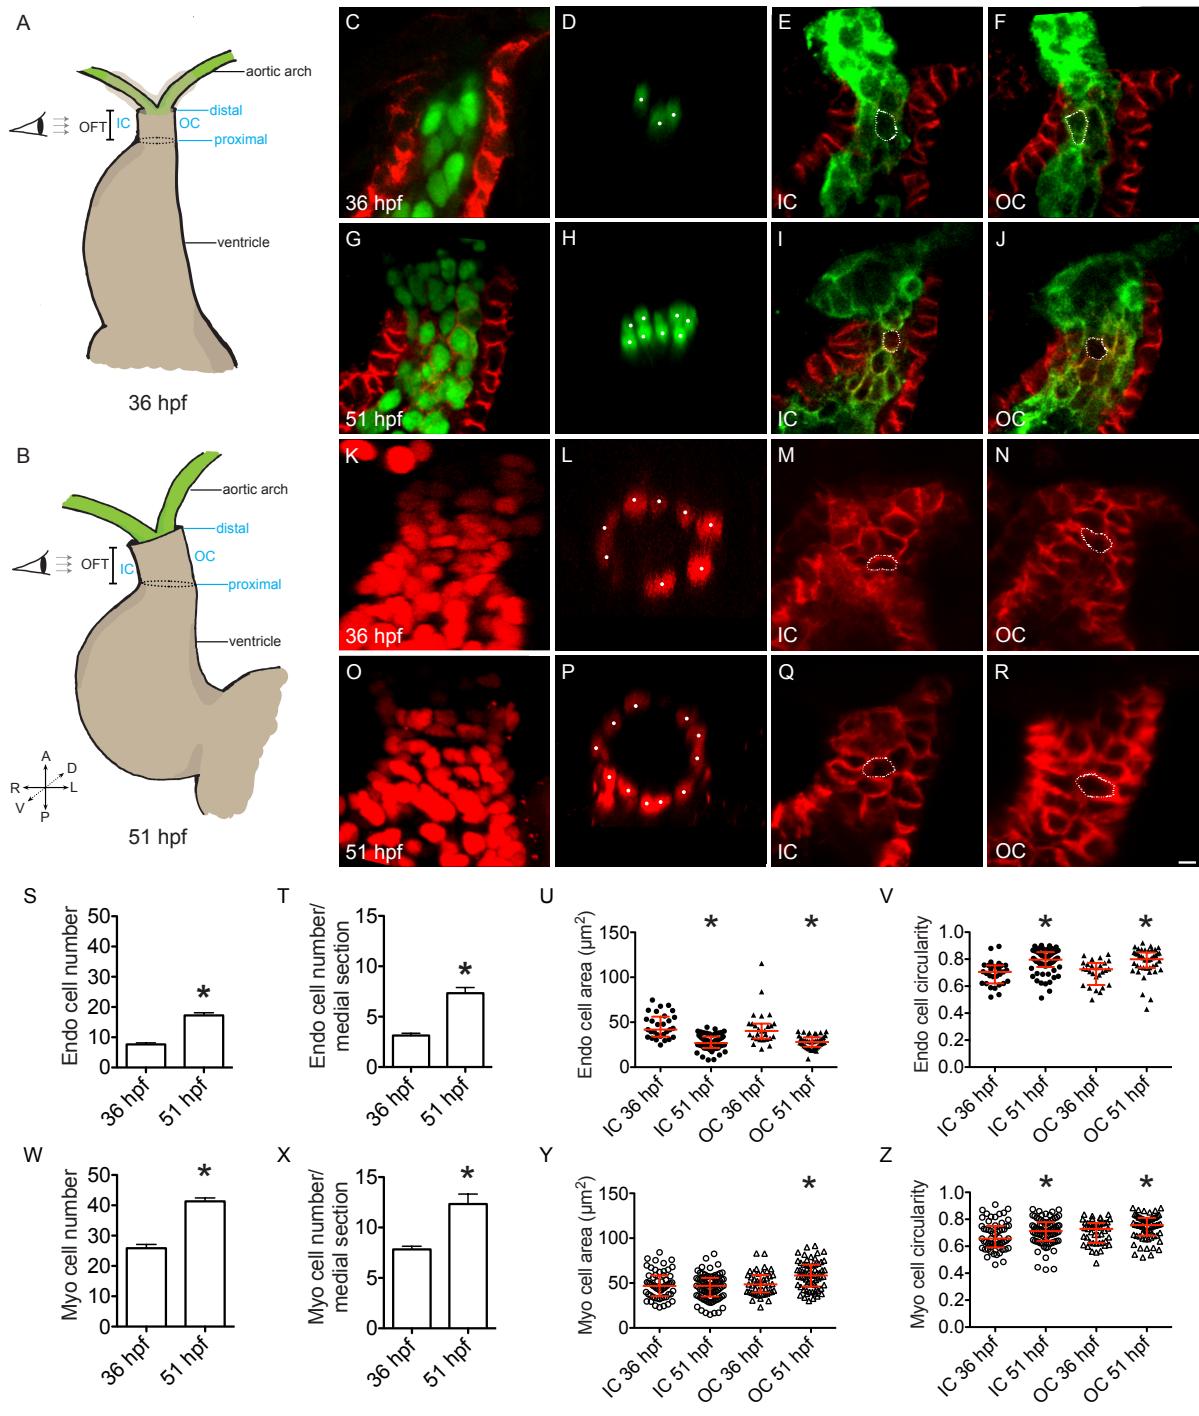 A
aortic arch
distal
OFT
IC
OC
proximal
ventricle
36 hpf
B
aortic arch
distal
OC
OFT
IC
proximal
ventricle
A
D
R
L
V
P
51 hpf
C
36 hpf
D
E
IC
F
OC
G
51 hpf
H
I
IC
J
OC
K
36 hpf
L
M
IC
N
OC
O
51 hpf
P
Q
IC
R
OC
S
Endo cell number
50
40
30
20
10
0
*
36 hpf
51 hpf
T
Endo cell number/
medial section
15
10
5
0
*
36 hpf
51 hpf
U
Endo cell area (µm²)
150
100
50
0
* *
IC 36 hpf
IC 51 hpf
OC 36 hpf
OC 51 hpf
V
Endo cell circularity
1.0
0.8
0.6
0.4
0.2
0.0
* *
IC 36 hpf
IC 51 hpf
OC 36 hpf
OC 51 hpf
W
Myo cell number
50
40
30
20
10
0
*
36 hpf
51 hpf
X
Myo cell number/
medial section
15
10
5
0
*
36 hpf
51 hpf
Y
Myo cell area (µm²)
150
100
50
0
*
IC 36 hpf
IC 51 hpf
OC 36 hpf
OC 51 hpf
Z
Myo cell circularity
1.0
0.8
0.6
0.4
0.2
0.0
* *
IC 36 hpf
IC 51 hpf
OC 36 hpf
OC 51 hpf